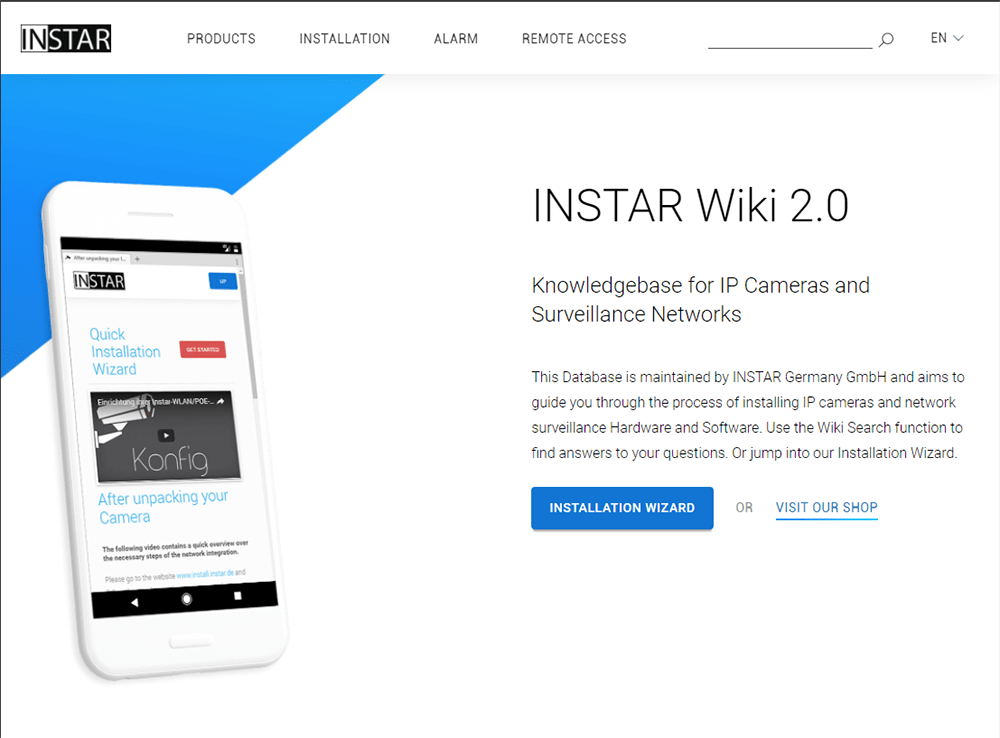 INSTAR
PRODUCTS
INSTALLATION
ALARM
REMOTE ACCESS
EN
INSTAR Wiki 2.0
Knowledgebase for IP Cameras and
Surveillance Networks
This Database is maintained by INSTAR Germany GmbH and aims to
guide you through the process of installing IP cameras and network
surveillance Hardware and Software. Use the Wiki Search function to
find answers to your questions. Or jump into our Installation Wizard.
INSTALLATION WIZARD
OR
VISIT OUR SHOP
After unpacking your I...
INSTAR
UP
Quick
Installation
Wizard
GET STARTED
Einrichtung Ihrer Instar-WLAN/POE-...
Konfig
After unpacking your
Camera
The following video contains a quick overview over
the necessary steps of the network integration.
Please go to the website www.install.instar.de and